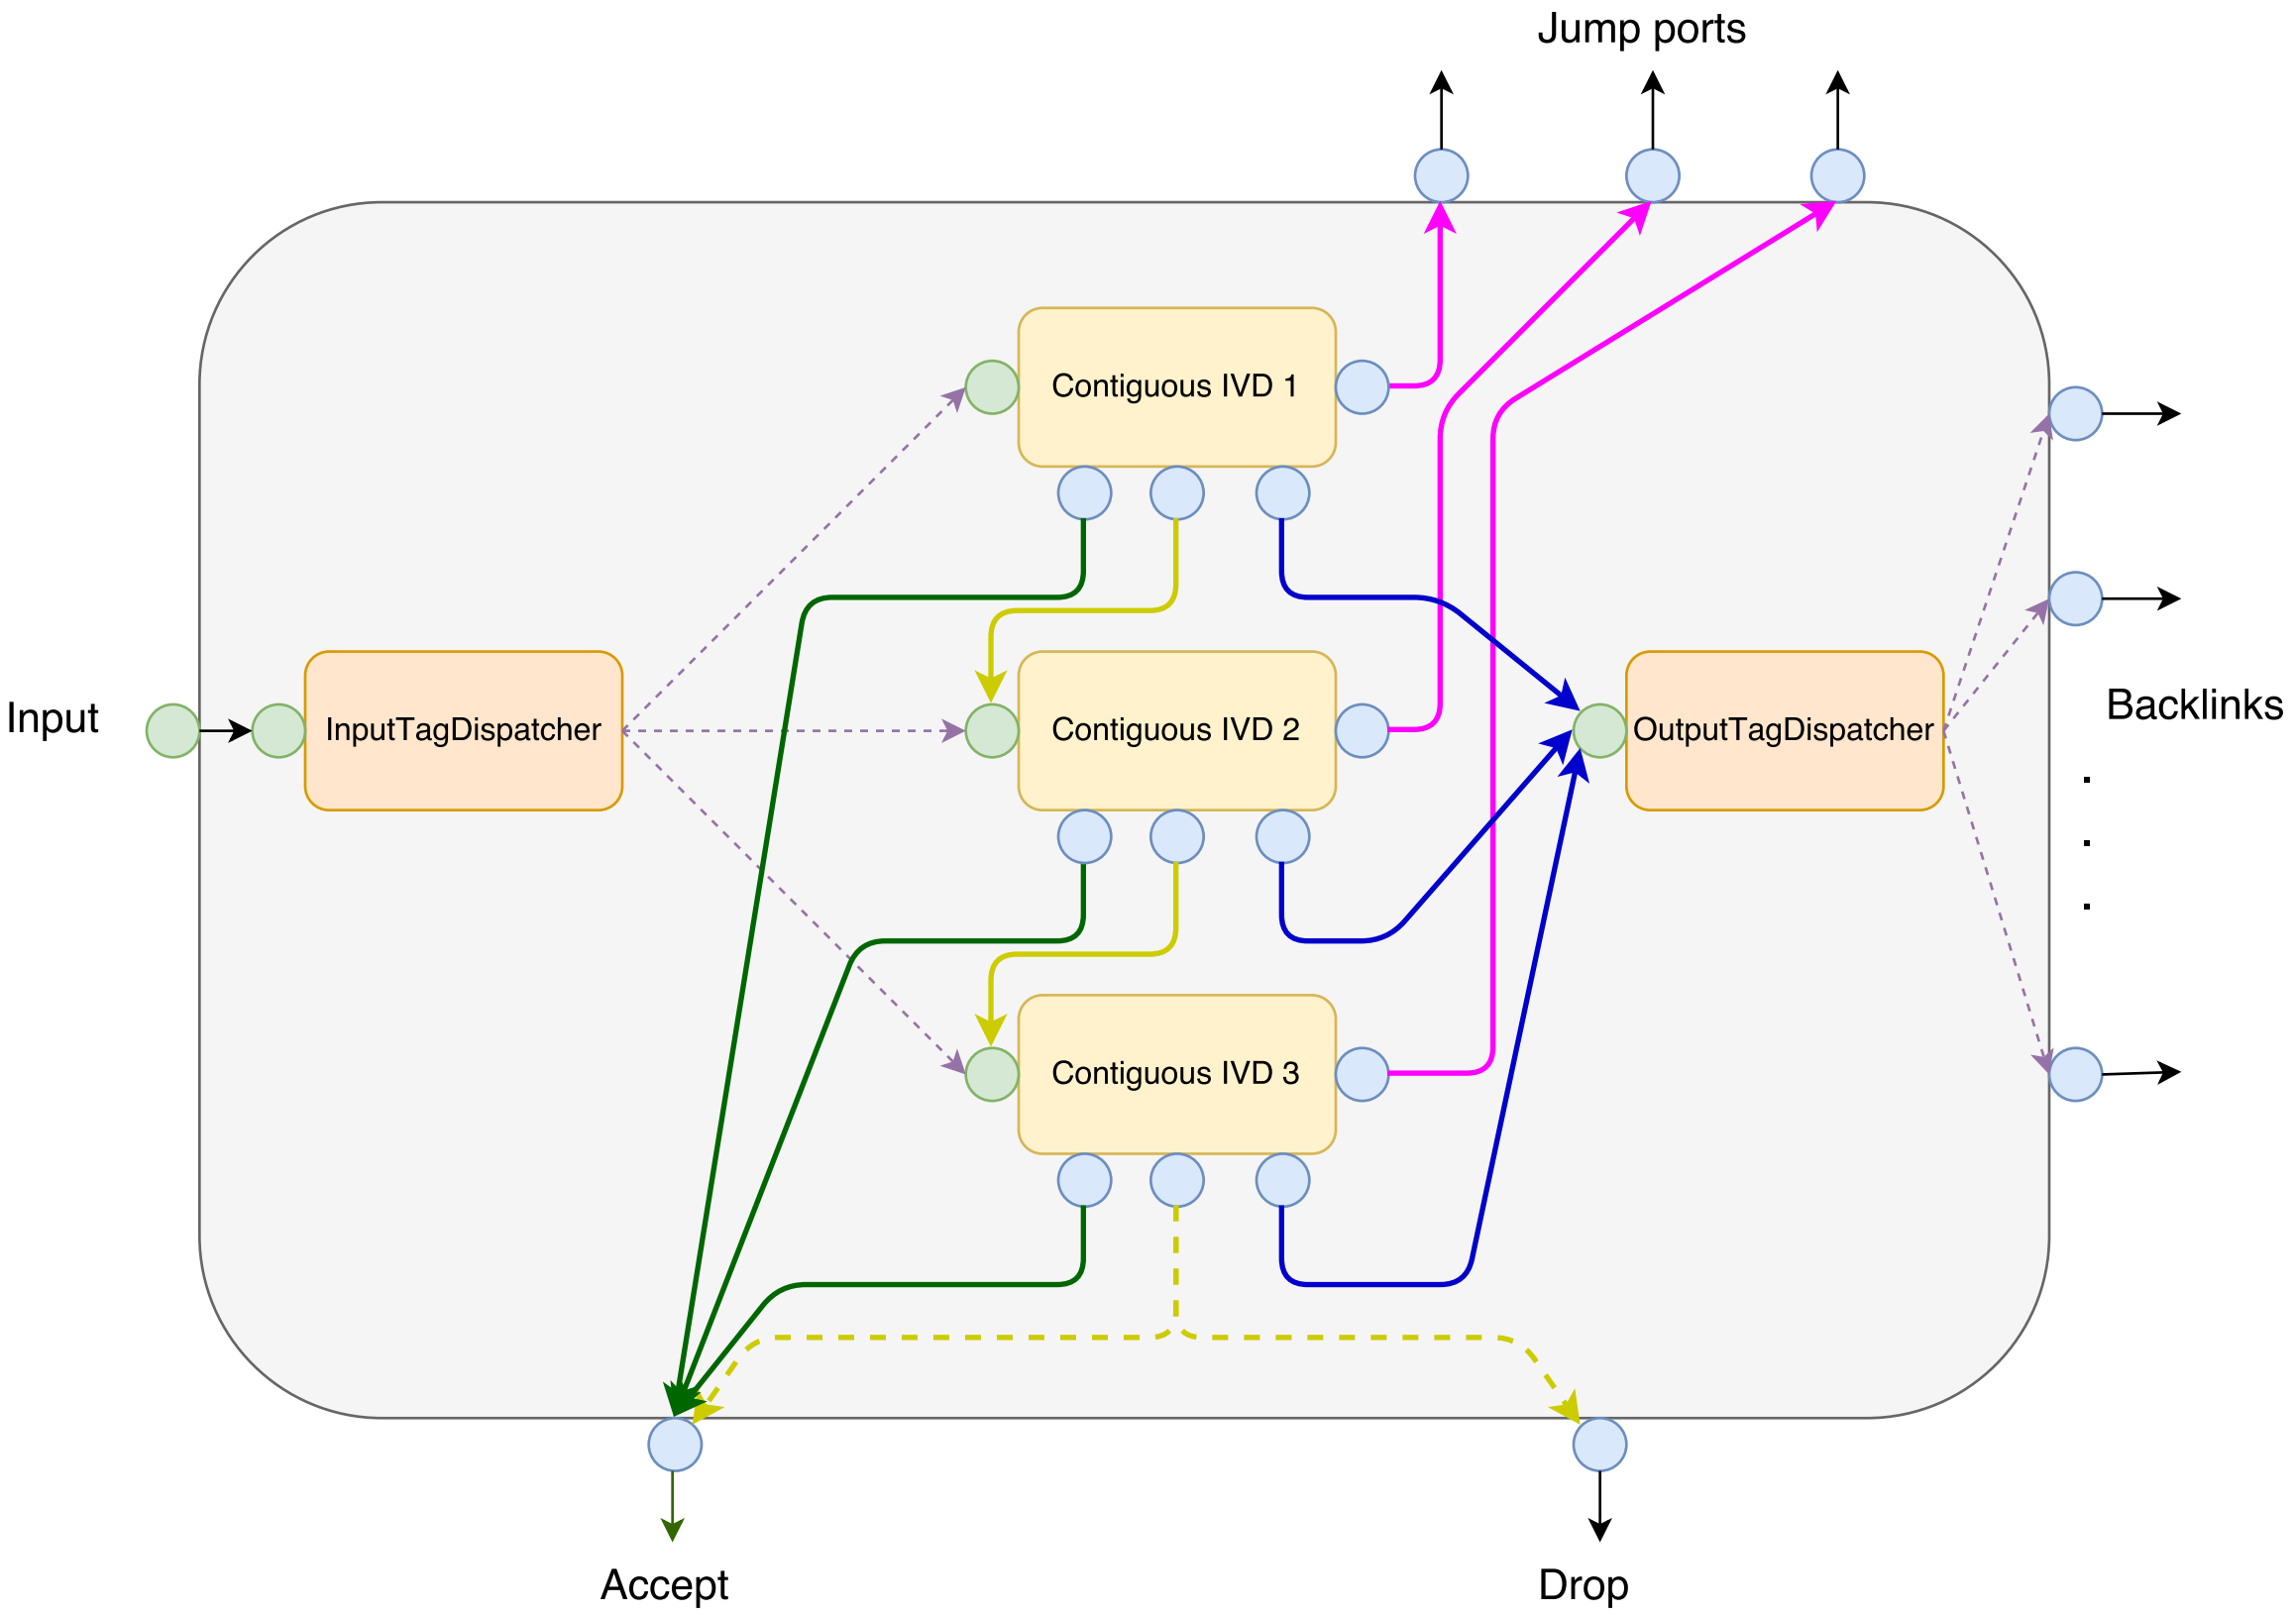 Jump ports
Contiguous IVD 1
Input
InputTagDispatcher
Contiguous IVD 2
OutputTagDispatcher
Backlinks
.
.
.
Contiguous IVD 3
Accept
Drop